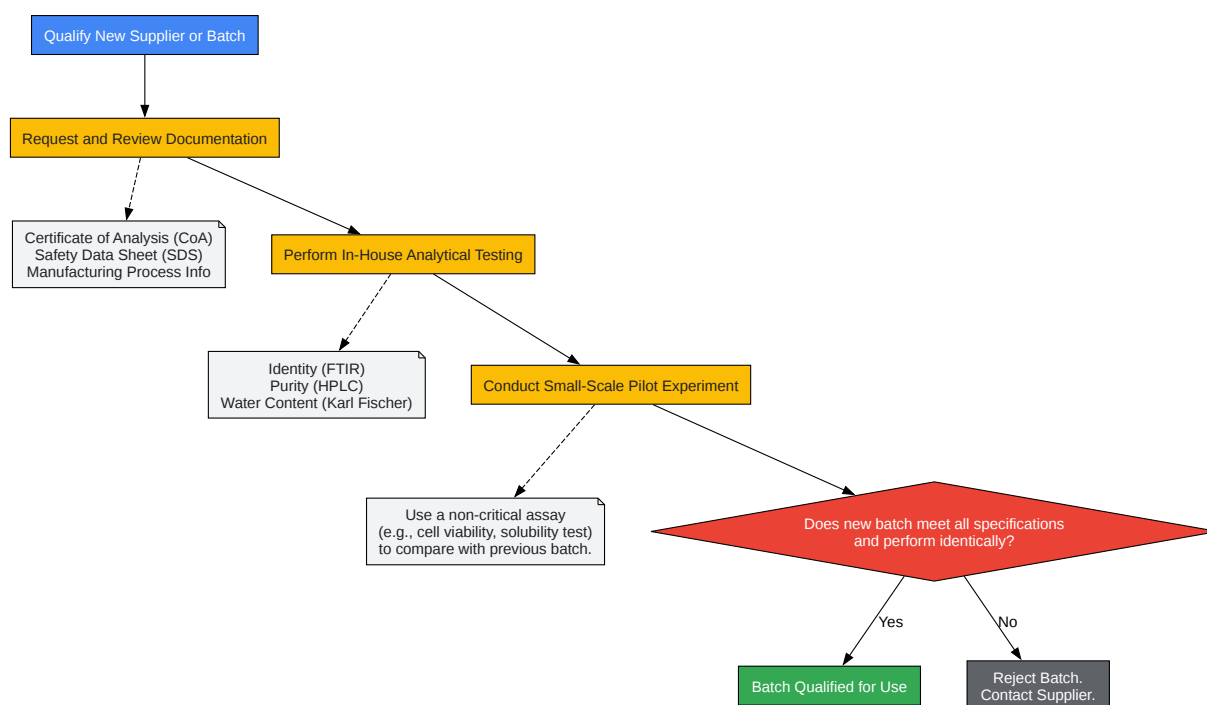 Qualify New Supplier or Batch
Request and Review Documentation
Certificate of Analysis (CoA)
Safety Data Sheet (SDS)
Manufacturing Process Info
Perform In-House Analytical Testing
Identity (FTIR)
Purity (HPLC)
Water Content (Karl Fischer)
Conduct Small-Scale Pilot Experiment
Use a non-critical assay
(e.g., cell viability, solubility test)
to compare with previous batch.
Does new batch meet all specifications
and perform identically?
Yes
No
Batch Qualified for Use
Reject Batch.
Contact Supplier.